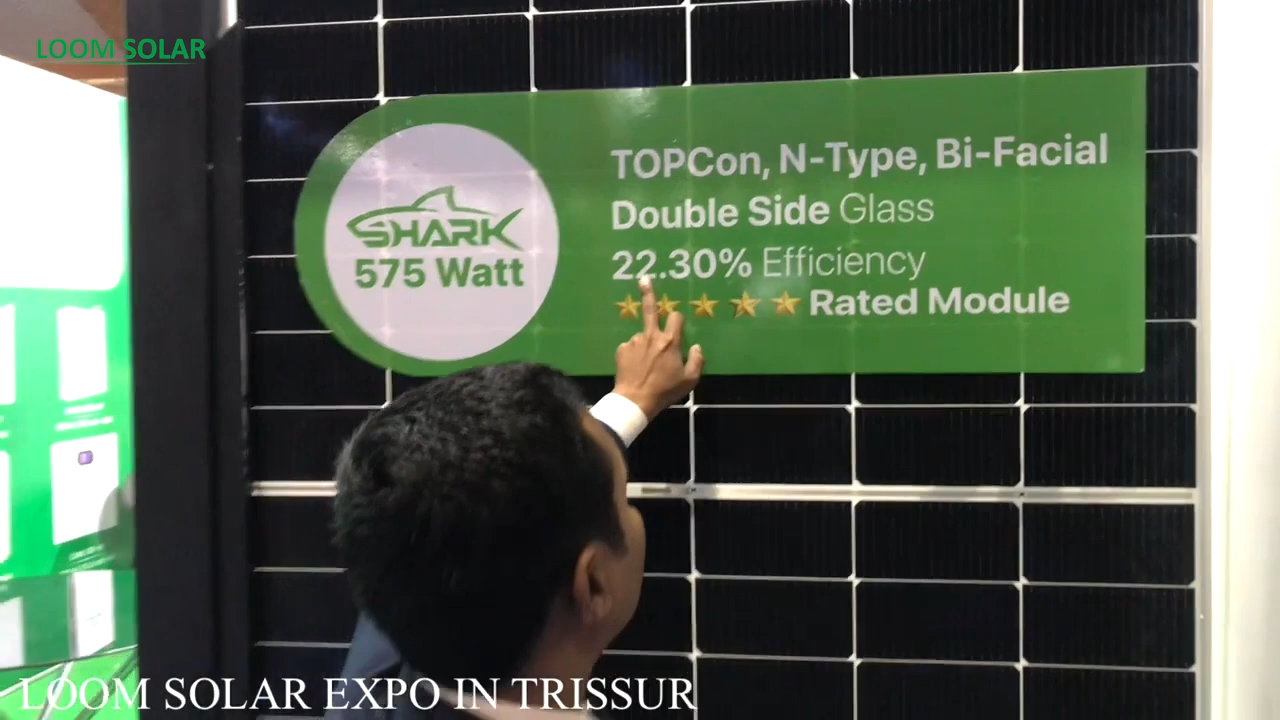 LOOM SOLAR
SHARK
575 Watt
TOPCon, N-Type, Bi-Facial
Double Side Glass
22.30% Efficiency
Rated Module
LOOM SOLAR EXPO IN TRISSUR